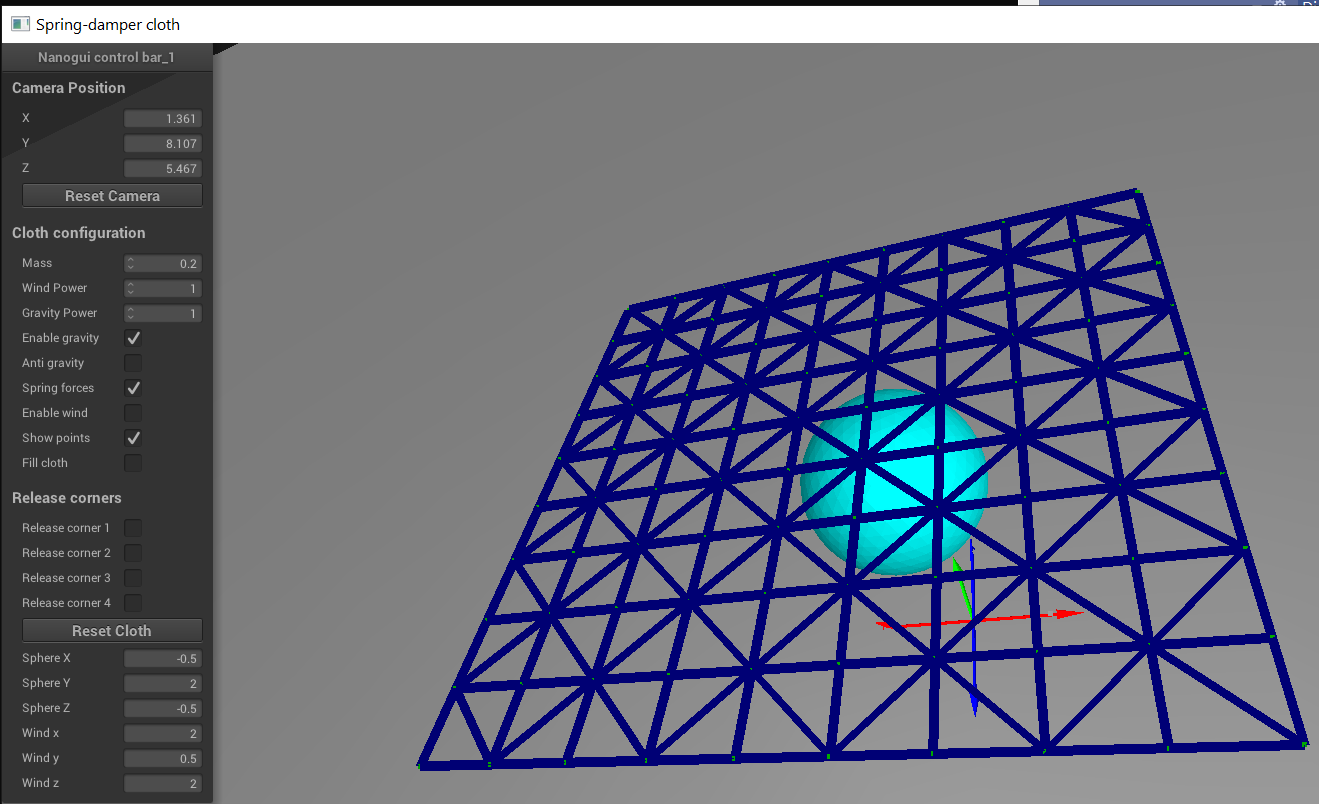 Spring-damper cloth
Nanogui control bar_1
Camera Position
X 1.361
Y 8.107
Z 5.467
Reset Camera
Cloth configuration
Mass 0.2
Wind Power 1
Gravity Power 1
Enable gravity
Anti gravity
Spring forces
Enable wind
Show points
Fill cloth
Release corners
Release corner 1
Release corner 2
Release corner 3
Release corner 4
Reset Cloth
Sphere X -0.5
Sphere Y 2
Sphere Z -0.5
Wind x 2
Wind y 0.5
Wind z 2